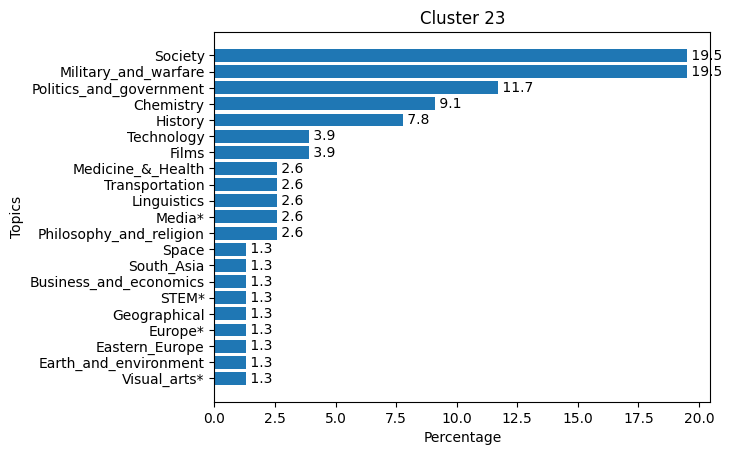 Cluster 23
Topics
Society 19.5
Military_and_warfare 19.5
Politics_and_government 11.7
Chemistry 9.1
History 7.8
Technology 3.9
Films 3.9
Medicine_&_Health 2.6
Transportation 2.6
Linguistics 2.6
Media* 2.6
Philosophy_and_religion 2.6
Space 1.3
South_Asia 1.3
Business_and_economics 1.3
STEM* 1.3
Geographical 1.3
Europe* 1.3
Eastern_Europe 1.3
Earth_and_environment 1.3
Visual_arts* 1.3
0.0 2.5 5.0 7.5 10.0 12.5 15.0 17.5 20.0
Percentage